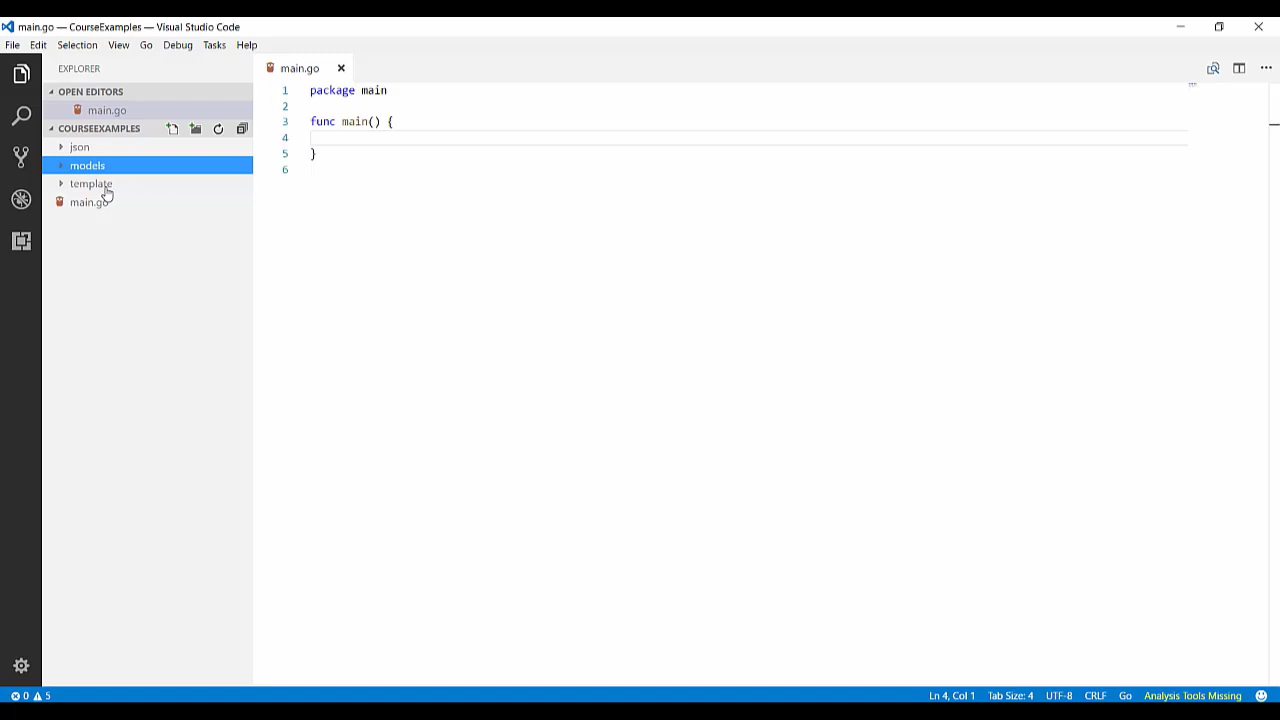 main.go — CourseExamples — Visual Studio Code
File Edit Selection View Go Debug Tasks Help
EXPLORER
OPEN EDITORS
main.go
COURSEEXAMPLES
json
models
template
main.go
main.go
1 package main
2
3 func main() {
4
5 }
6
0 5
Ln 4, Col 1 Tab Size: 4 UTF-8 CRLF Go Analysis Tools Missing